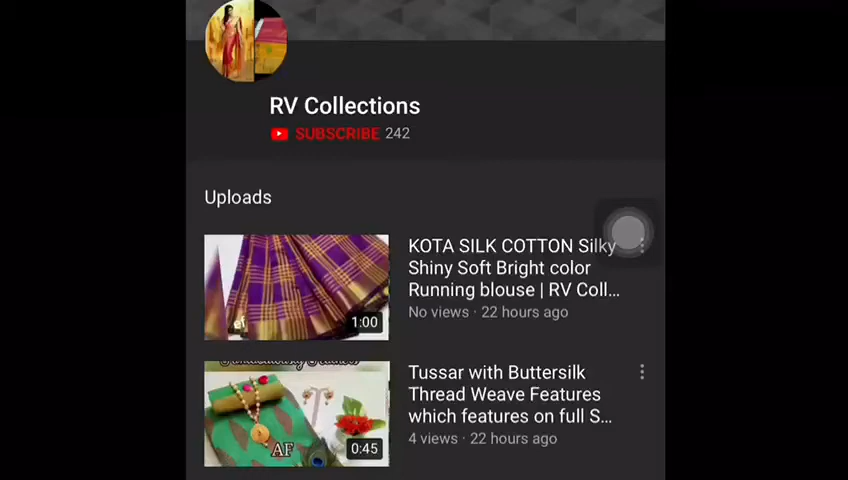 RV Collections
SUBSCRIBE 242
Uploads
KOTA SILK COTTON Silky
Shiny Soft Bright color
Running blouse | RV Coll...
No views · 22 hours ago
1:00
Tussar with Buttersilk
Thread Weave Features
which features on full S...
4 views · 22 hours ago
AF
0:45